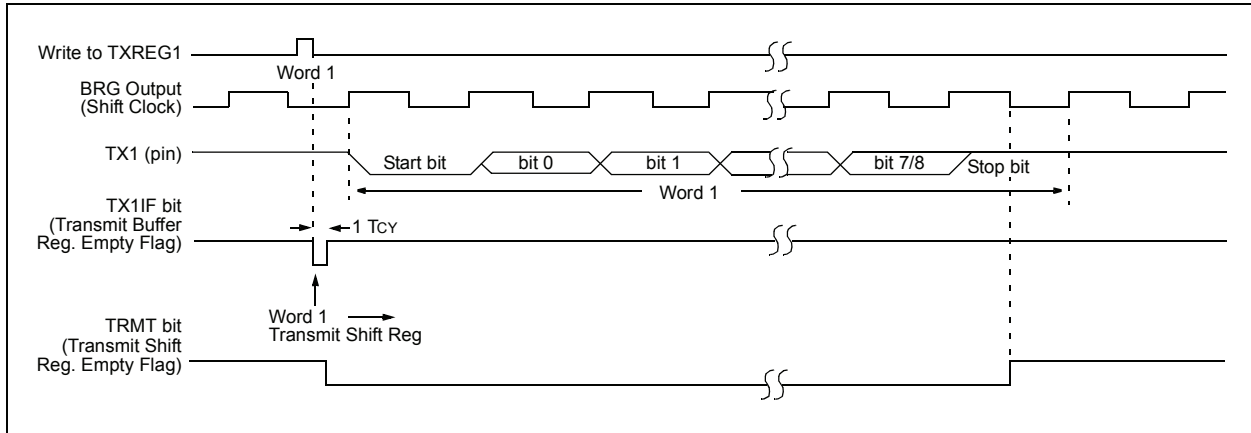 Write to TXREG1
Word 1
BRG Output
(Shift Clock)
TX1 (pin)
Start bit
bit 0
bit 1
bit 7/8
Stop bit
Word 1
TX1IF bit
(Transmit Buffer
Reg. Empty Flag)
1 TCY
Word 1
Transmit Shift Reg
TRMT bit
(Transmit Shift
Reg. Empty Flag)